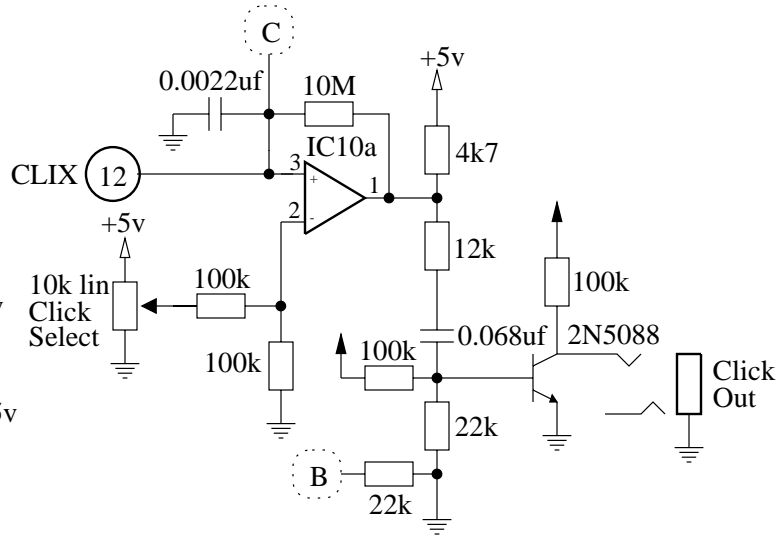 C
+5v
0.0022uf
10M
IC10a
4k7
CLIX
12
3
+
1
2
-
+5v
12k
10k lin
Click
Select
100k
100k
100k
0.068uf
2N5088
100k
Click
Out
5v
22k
B
22k